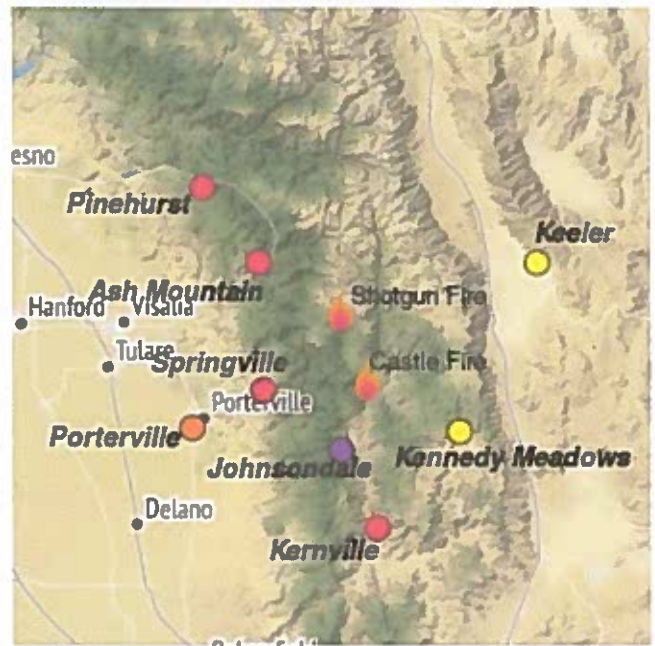 esno
Pinehurst
Keeler
Ash Mountain
Shotgun Fire
Hanford
Visalia
Tulare
Springville
Castle Fire
Porterville
Porterville
Johnsondale
Kennedy Meadows
Delano
Kernville